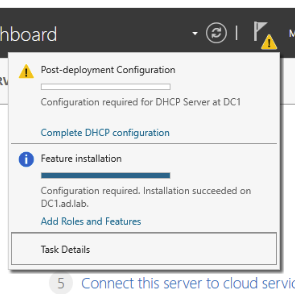 hboard
Post-deployment Configuration
Configuration required for DHCP Server at DC1
Complete DHCP configuration
Feature installation
Configuration required. Installation succeeded on
DC1.ad.lab.
Add Roles and Features
Task Details
5 Connect this server to cloud servic